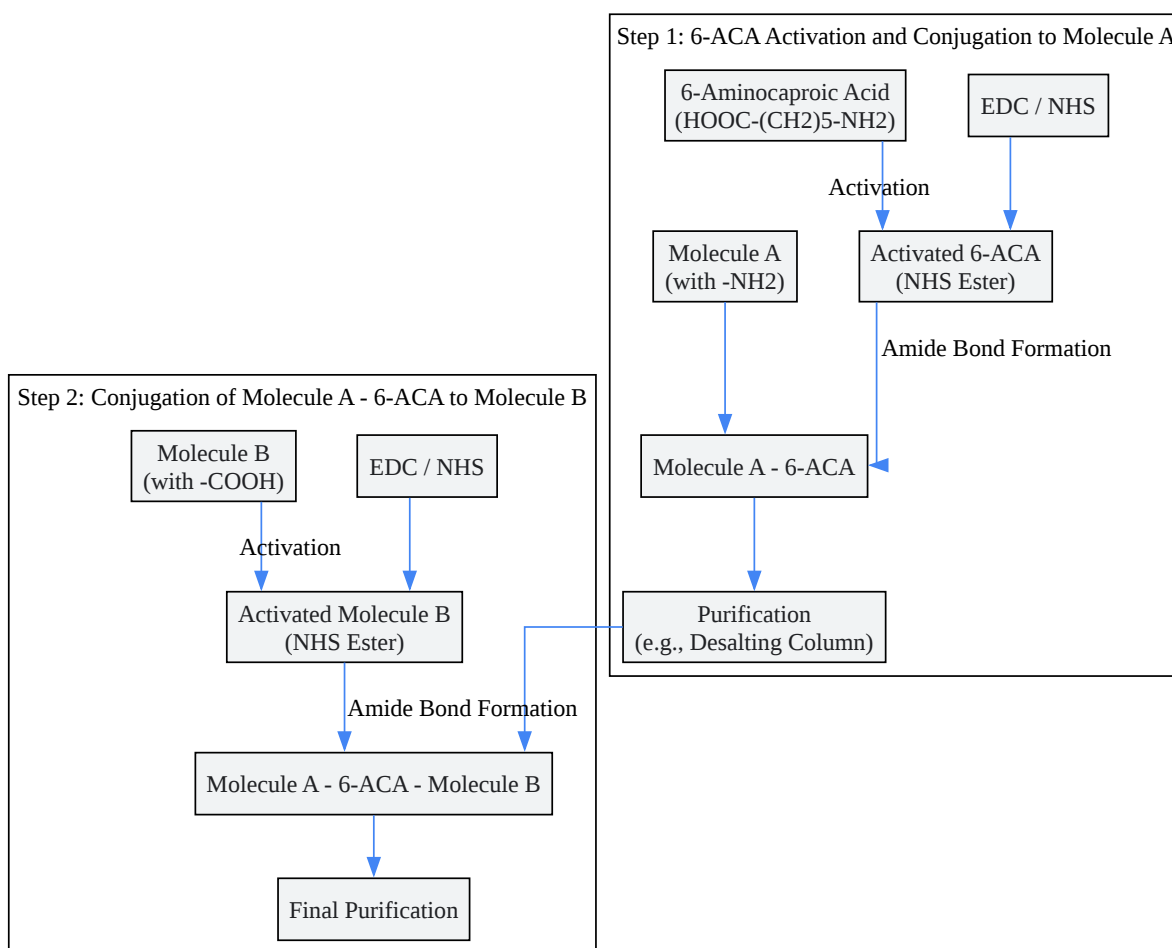 Step 1: 6-ACA Activation and Conjugation to Molecule A
6-Aminocaproic Acid
(HOOC-(CH2)5-NH2)
EDC / NHS
Activation
Molecule A
(with -NH2)
Activated 6-ACA
(NHS Ester)
Amide Bond Formation
Molecule A - 6-ACA
Purification
(e.g., Desalting Column)
Step 2: Conjugation of Molecule A - 6-ACA to Molecule B
Molecule B
(with -COOH)
EDC / NHS
Activation
Activated Molecule B
(NHS Ester)
Amide Bond Formation
Molecule A - 6-ACA - Molecule B
Final Purification